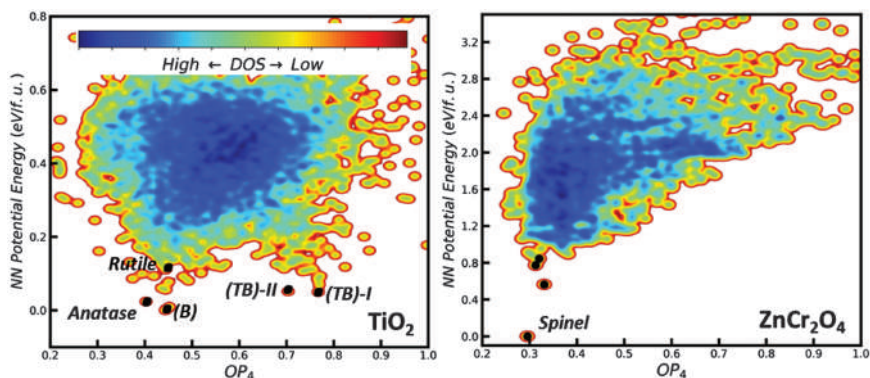 0.8
0.6
0.4
0.2
0.0
NN Potential Energy (eV/f.u.)
High ← DOS → Low
Rutile
Anatase
(B)
(TB)-II
(TB)-I
TiO₂
0.2 0.3 0.4 0.5 0.6 0.7 0.8 0.9 1.0
OP₄
3.2
2.8
2.4
2.0
1.6
1.2
0.8
0.4
0.0
NN Potential Energy (eV/f.u.)
Spinel
ZnCr₂O₄
0.2 0.3 0.4 0.5 0.6 0.7 0.8 0.9 1.0
OP₄